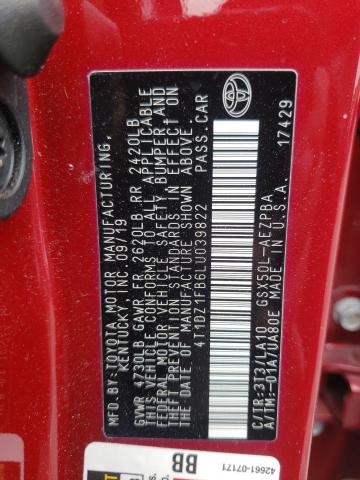 MFD.BY:TOYOTA MOTOR MANUFACTURING,
KENTUCKY, INC. 09/19
GVWR 4730LB GAWR FR 2620LB RR 2420LB
THIS VEHICLE CONFORMS TO ALL APPLICABLE
FEDERAL MOTOR VEHICLE SAFETY, BUMPER AND
THEFT PREVENTION STANDARDS IN EFFECT ON
THE DATE OF MANUFACTURE SHOWN ABOVE.
4T1DZ1FB6LU039822 PASS.CAR
C/TR:3T3/LA10 GSX50L-AEZPBA
A/TM:-01A/UA80E MADE IN U.S.A. 17429
42661-07171
BB